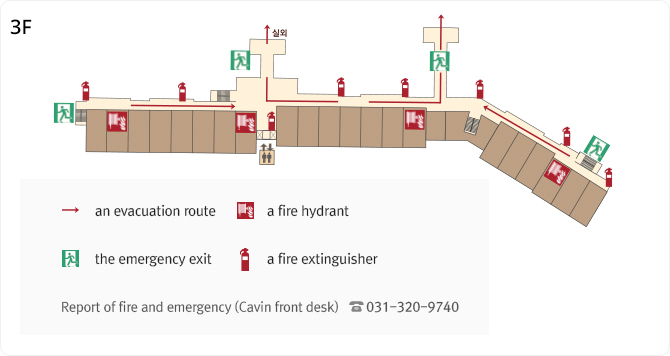 3F
실외
an evacuation route
a fire hydrant
the emergency exit
a fire extinguisher
Report of fire and emergency (Cavin front desk) ☎ 031-320-9740